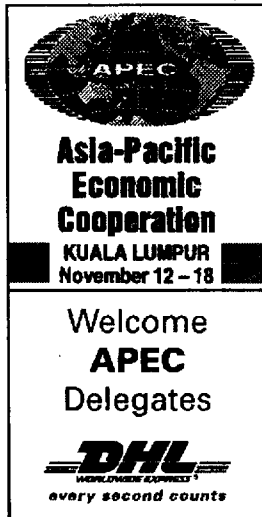 APEC
Asia-Pacific
Economic
Cooperation
KUALA LUMPUR
November 12 – 18
Welcome
APEC
Delegates
DHL
WORLDWIDE EXPRESS®
every second counts